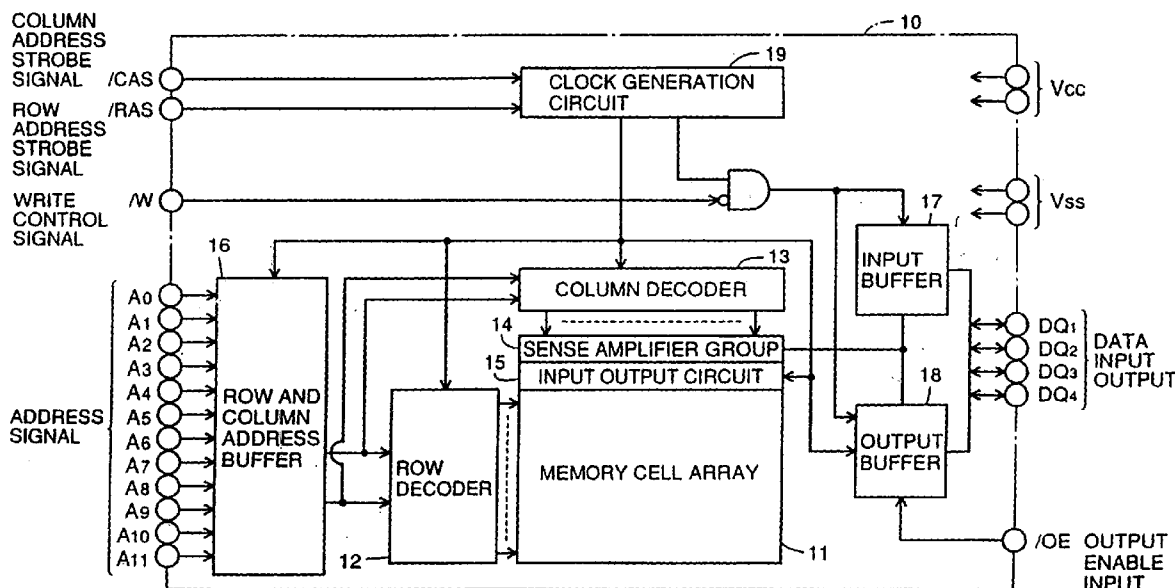 COLUMN
ADDRESS
STROBE
SIGNAL /CAS
ROW /RAS
ADDRESS
STROBE
SIGNAL
WRITE /W
CONTROL
SIGNAL
10
19
CLOCK GENERATION
CIRCUIT
Vcc
Vss
17
INPUT
BUFFER
16
ROW AND
COLUMN
ADDRESS
BUFFER
13
COLUMN DECODER
14
SENSE AMPLIFIER GROUP
15
INPUT OUTPUT CIRCUIT
ADDRESS
SIGNAL
A0
A1
A2
A3
A4
A5
A6
A7
A8
A9
A10
A11
ROW
DECODER
12
MEMORY CELL ARRAY
11
18
OUTPUT
BUFFER
DQ1
DQ2
DQ3
DQ4
DATA
INPUT
OUTPUT
/OE OUTPUT
ENABLE
INPUT